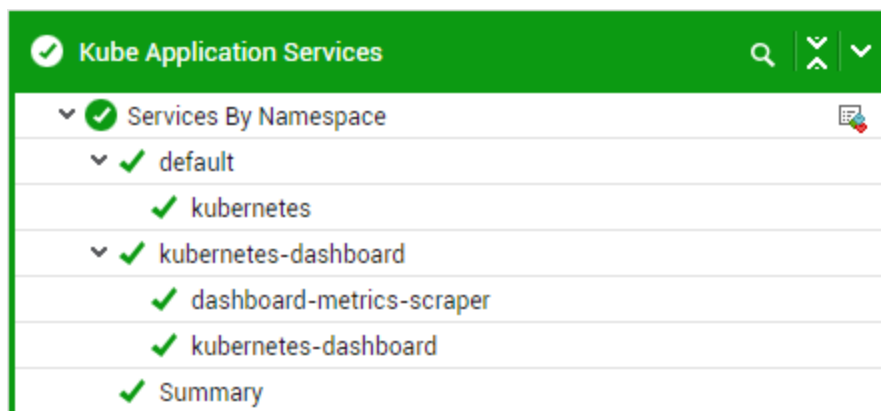 Kube Application Services
Services By Namespace
default
kubernetes
kubernetes-dashboard
dashboard-metrics-scraper
kubernetes-dashboard
Summary